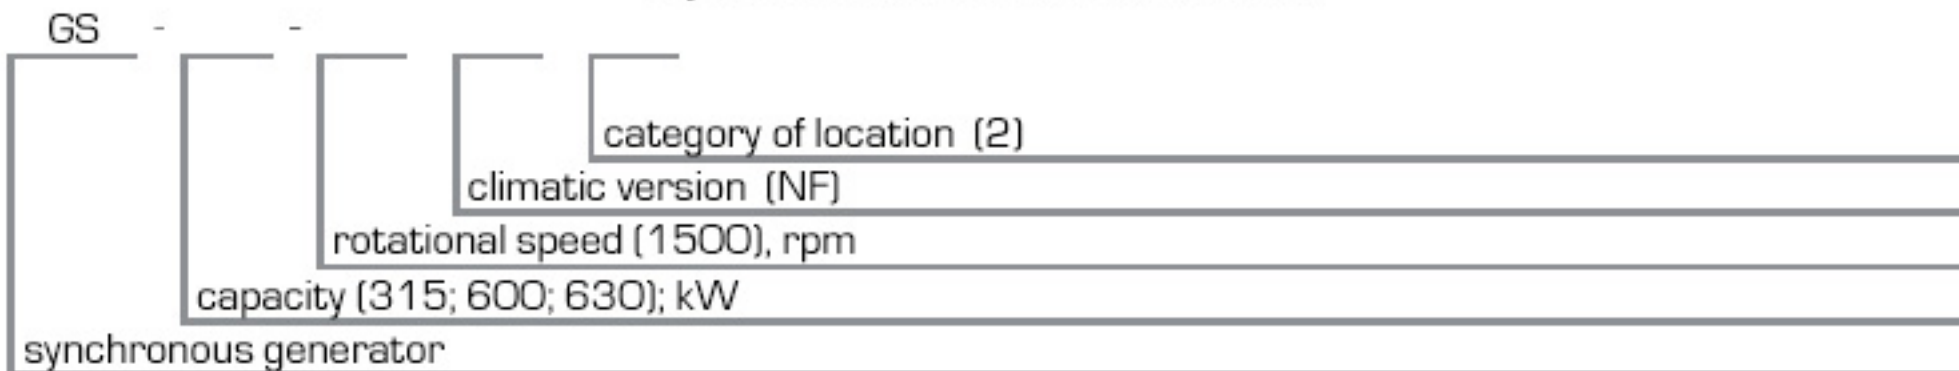 GS - -
category of location (2)
climatic version (NF)
rotational speed (1500), rpm
capacity (315; 600; 630); kW
synchronous generator